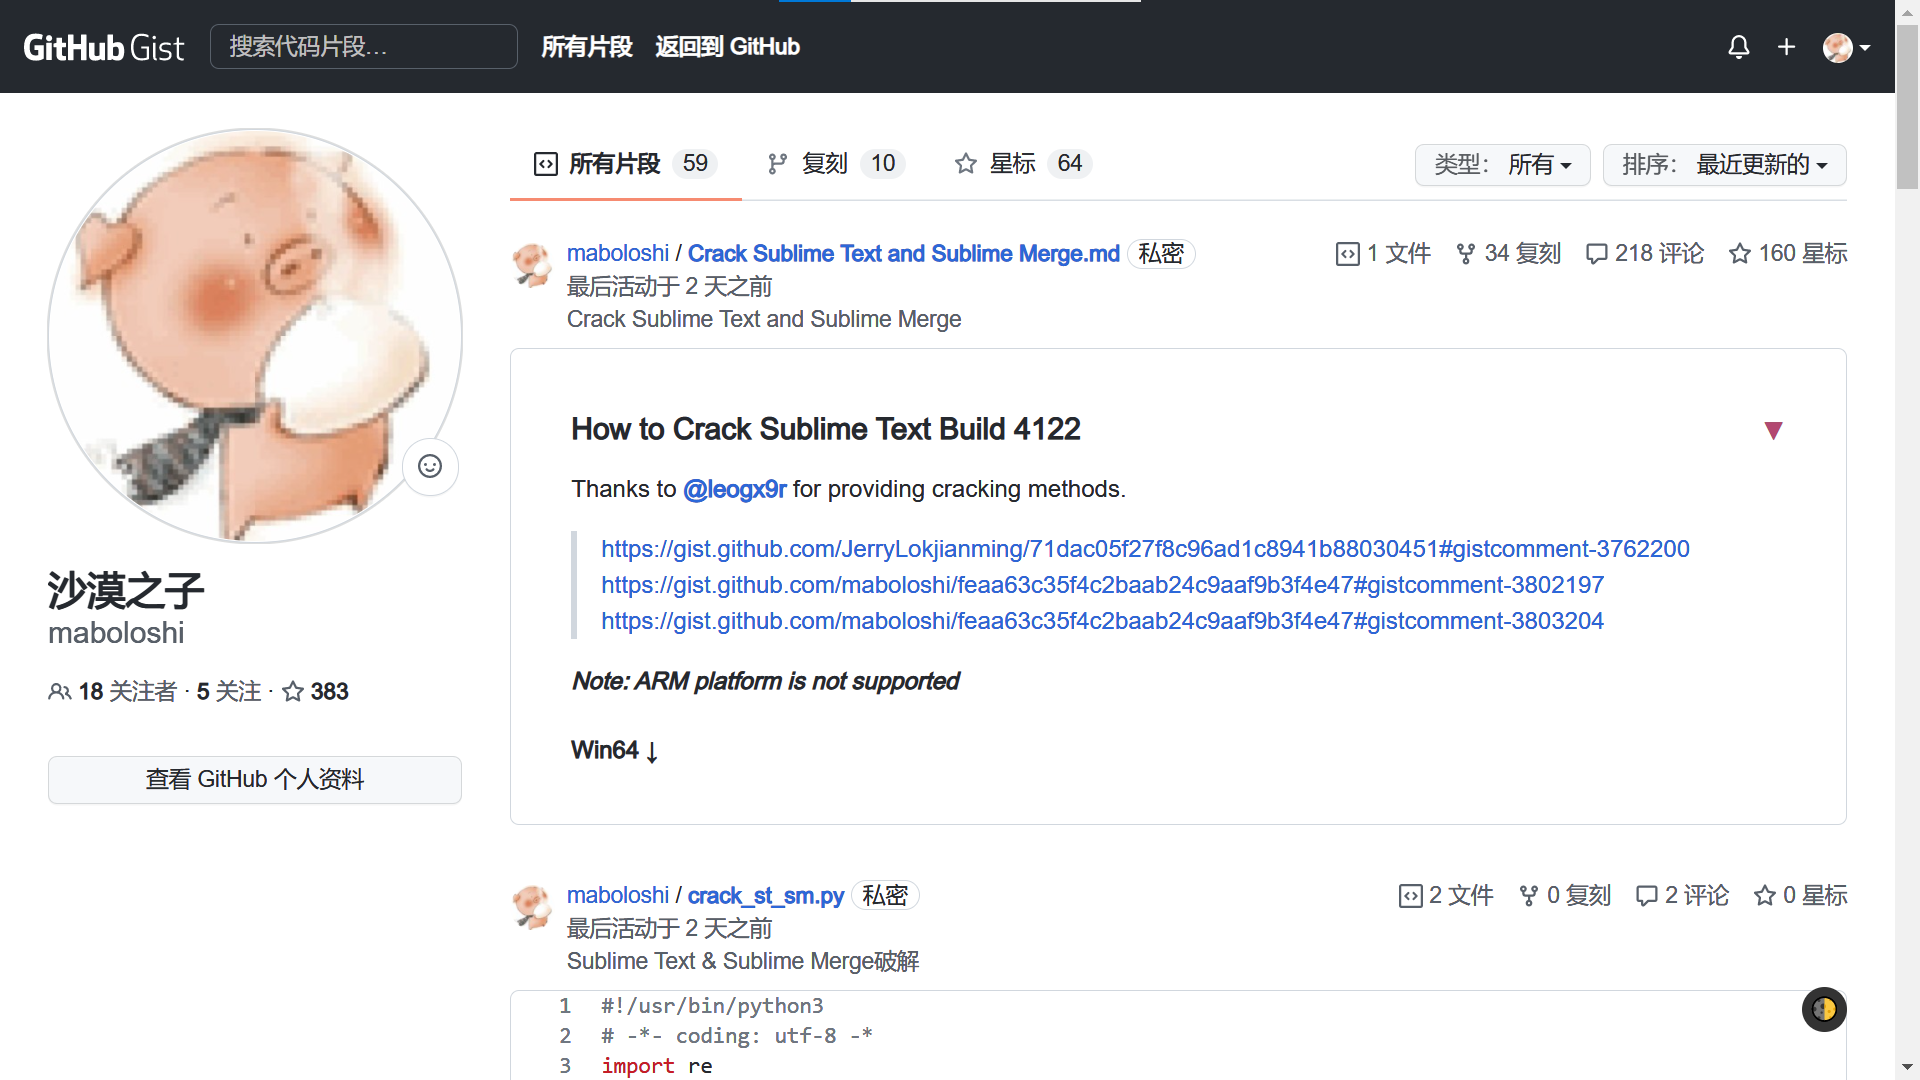 GitHub Gist
搜索代码片段…
所有片段 返回到 GitHub
所有片段 59 复刻 10 星标 64
类型： 所有 排序： 最近更新的
maboloshi / Crack Sublime Text and Sublime Merge.md 私密
1 文件 34 复刻 218 评论 160 星标
最后活动于 2 天之前
Crack Sublime Text and Sublime Merge
How to Crack Sublime Text Build 4122
▼
Thanks to @leogx9r for providing cracking methods.
https://gist.github.com/JerryLokjianming/71dac05f27f8c96ad1c8941b88030451#gistcomment-3762200
https://gist.github.com/maboloshi/feaa63c35f4c2baab24c9aaf9b3f4e47#gistcomment-3802197
https://gist.github.com/maboloshi/feaa63c35f4c2baab24c9aaf9b3f4e47#gistcomment-3803204
Note: ARM platform is not supported
Win64 ↓
沙漠之子
maboloshi
18 关注者 · 5 关注 · 383
查看 GitHub 个人资料
maboloshi / crack_st_sm.py 私密
2 文件 0 复刻 2 评论 0 星标
最后活动于 2 天之前
Sublime Text & Sublime Merge破解
1 #!/usr/bin/python3
2 # -*- coding: utf-8 -*
3 import re